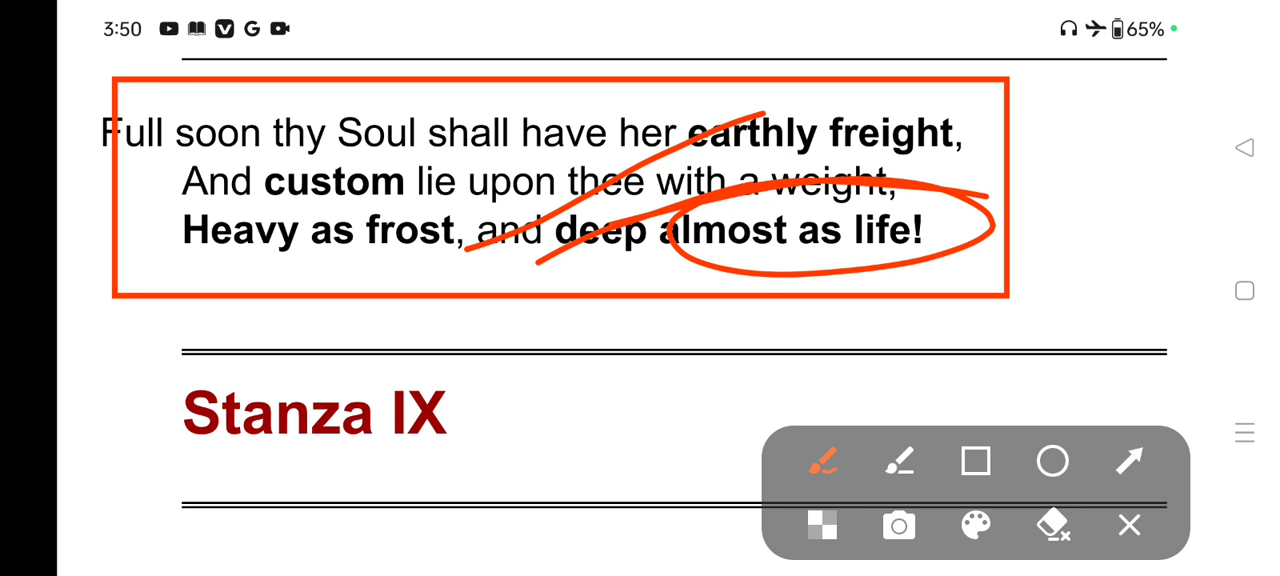 3:50
65%
Full soon thy Soul shall have her earthly freight,
And custom lie upon thee with a weight,
Heavy as frost, and deep almost as life!
Stanza IX